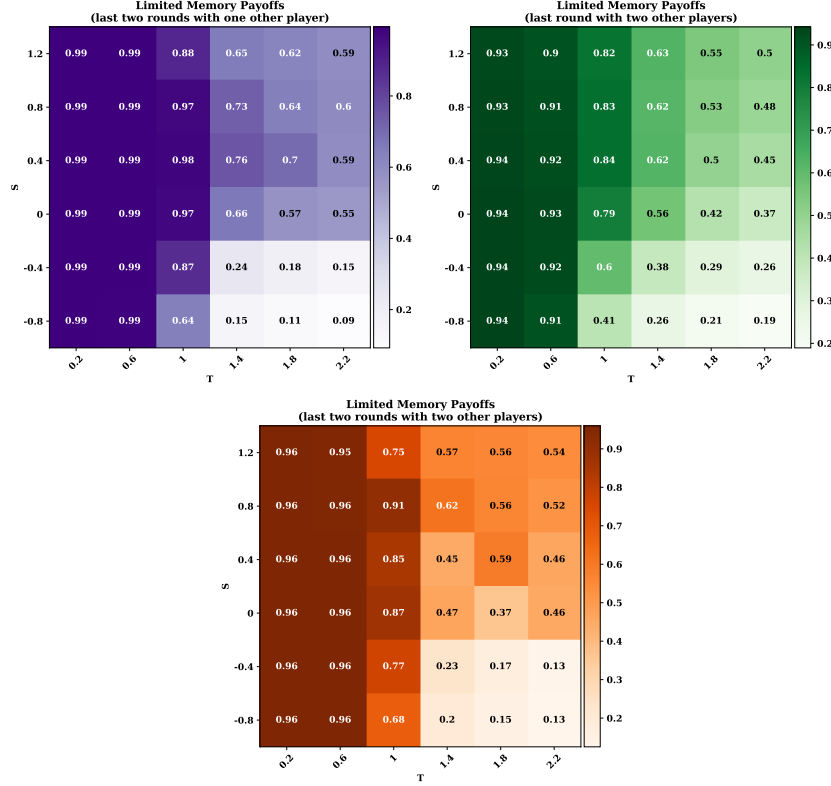 Limited Memory Payoffs
(last two rounds with one other player)
1.2 0.99 0.99 0.88 0.65 0.62 0.59
0.8 0.99 0.99 0.97 0.73 0.64 0.6
0.4 0.99 0.99 0.98 0.76 0.7 0.59
0 0.99 0.99 0.97 0.66 0.57 0.55
-0.4 0.99 0.99 0.87 0.24 0.18 0.15
-0.8 0.99 0.99 0.64 0.15 0.11 0.09
0.2 0.6 1 1.4 1.8 2.2
S
T
0.8
0.6
0.4
0.2
Limited Memory Payoffs
(last round with two other players)
1.2 0.93 0.9 0.82 0.63 0.55 0.5
0.8 0.93 0.91 0.83 0.62 0.53 0.48
0.4 0.94 0.92 0.84 0.62 0.5 0.45
0 0.94 0.93 0.79 0.56 0.42 0.37
-0.4 0.94 0.92 0.6 0.38 0.29 0.26
-0.8 0.94 0.91 0.41 0.26 0.21 0.19
0.2 0.6 1 1.4 1.8 2.2
S
T
0.9
0.8
0.7
0.6
0.5
0.4
0.3
0.2
Limited Memory Payoffs
(last two rounds with two other players)
1.2 0.96 0.95 0.75 0.57 0.56 0.54
0.8 0.96 0.96 0.91 0.62 0.56 0.52
0.4 0.96 0.96 0.85 0.45 0.59 0.46
0 0.96 0.96 0.87 0.47 0.37 0.46
-0.4 0.96 0.96 0.77 0.23 0.17 0.13
-0.8 0.96 0.96 0.68 0.2 0.15 0.13
0.2 0.6 1 1.4 1.8 2.2
S
T
0.9
0.8
0.7
0.6
0.5
0.4
0.3
0.2